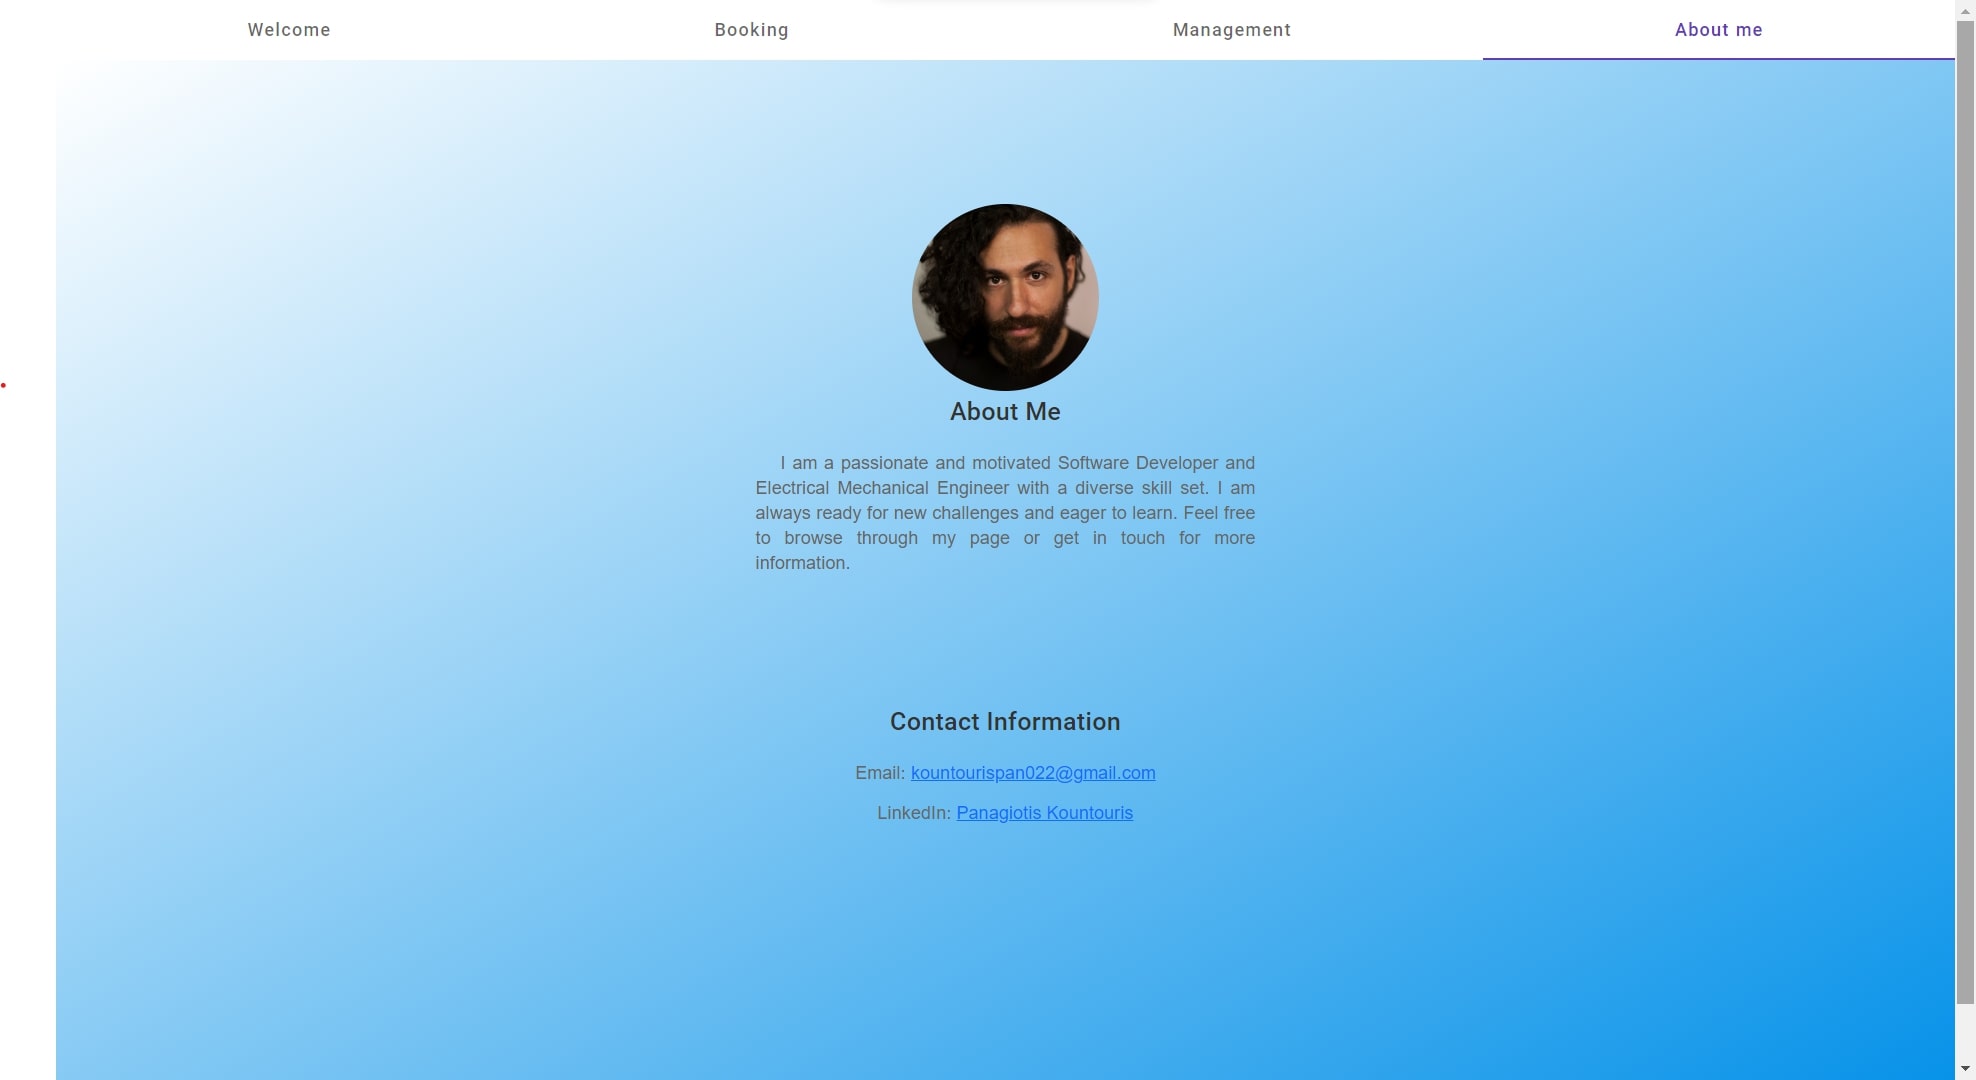 Welcome
Booking
Management
About me
About Me
I am a passionate and motivated Software Developer and
Electrical Mechanical Engineer with a diverse skill set. I am
always ready for new challenges and eager to learn. Feel free
to browse through my page or get in touch for more
information.
Contact Information
Email: kountourispan022@gmail.com
LinkedIn: Panagiotis Kountouris